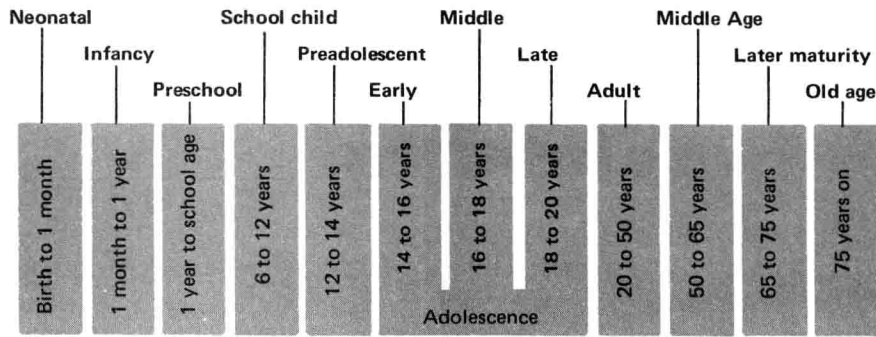 Neonatal School child Middle Middle Age
Infancy Preadolescent Late Later maturity
Preschool Early Adult Old age
Birth to 1 month
1 month to 1 year
1 year to school age
6 to 12 years
12 to 14 years
14 to 16 years
16 to 18 years
18 to 20 years
20 to 50 years
50 to 65 years
65 to 75 years
75 years on
Adolescence